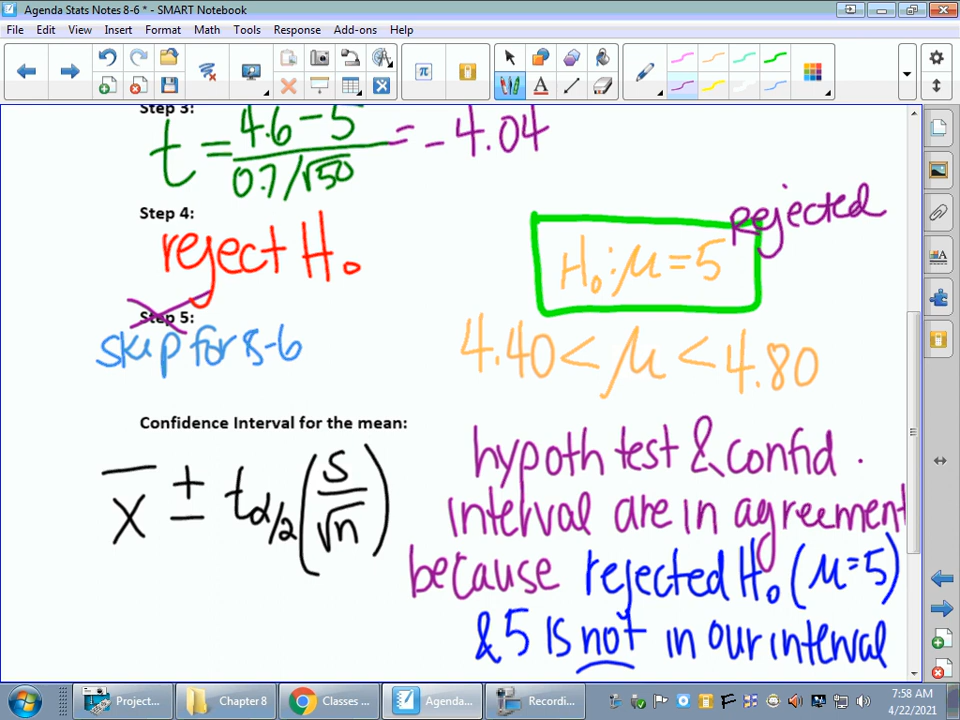 Agenda Stats Notes 8-6 * - SMART Notebook
File Edit View Insert Format Math Tools Response Add-ons Help
Step 3:
t = 4.6 - 5 / 0.7/√50 = - 4.04
Step 4:
reject H₀
rejected
H₀: μ = 5
Step 5:
skip for 8-6
4.40 < μ < 4.80
Confidence Interval for the mean:
x̄ ± t α/2 (s/√n)
hypoth test & confid.
interval are in agreement
because rejected H₀ (μ=5)
& 5 is not in our interval
Project... Chapter 8 Classes ... Agenda... Recordi...
7:58 AM
4/22/2021